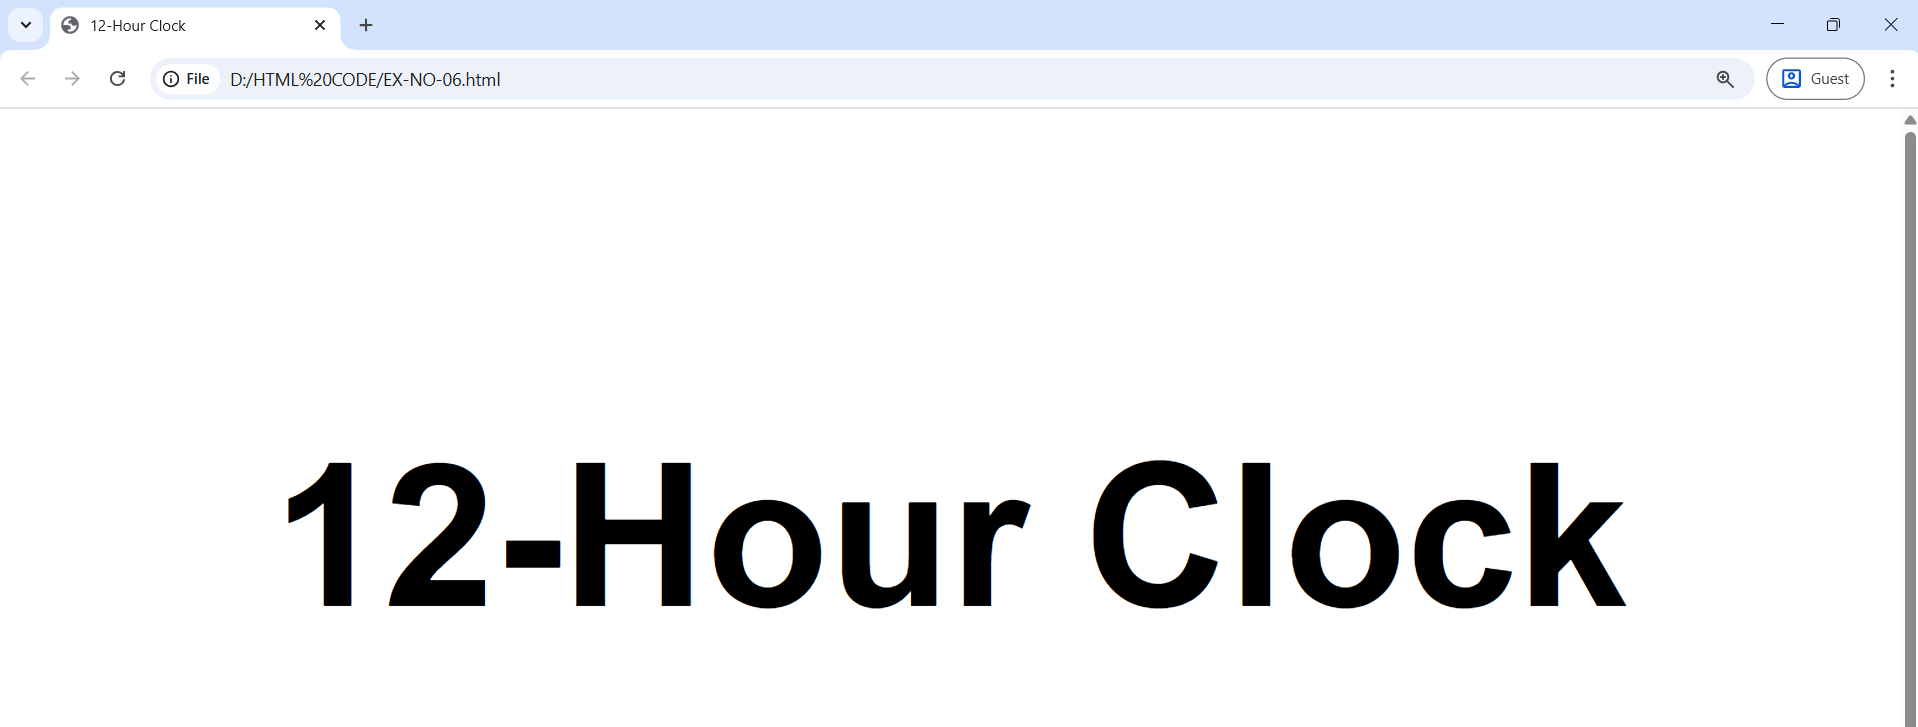 12-Hour Clock
File D:/HTML%20CODE/EX-NO-06.html Guest
12-Hour Clock